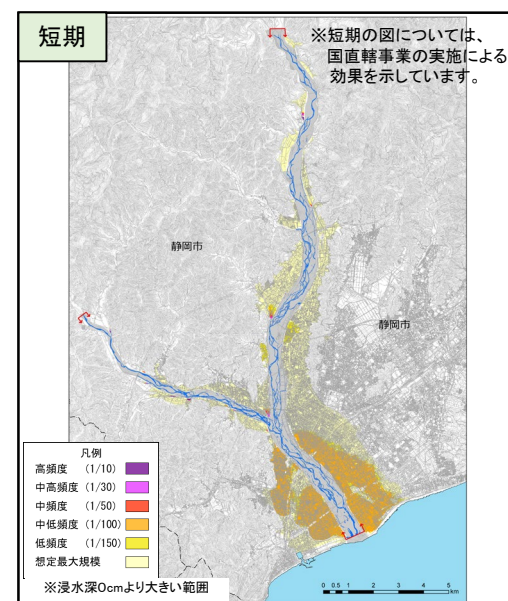 短期
※短期の図については、
国直轄事業の実施による
効果を示しています。
静岡市
静岡市
凡例
高頻度 (1/10)
中高頻度 (1/30)
中頻度 (1/50)
中低頻度 (1/100)
低頻度 (1/150)
想定最大規模
※浸水深0cmより大きい範囲
0 0.5 1 2 3 4 5
km